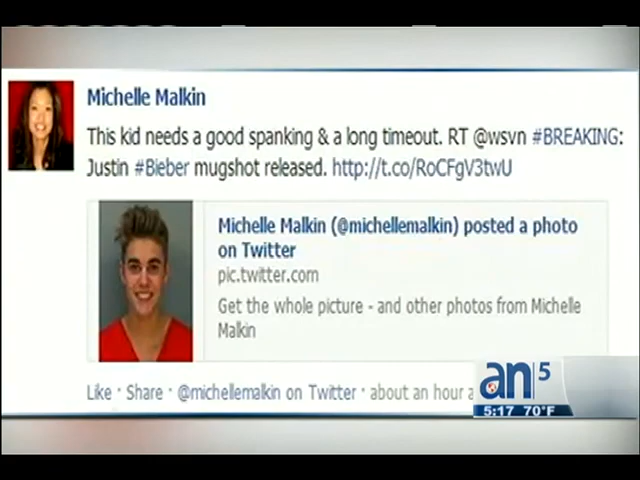 Michelle Malkin
This kid needs a good spanking & a long timeout. RT @wsvn #BREAKING:
Justin #Bieber mugshot released. http://t.co/RoCFgV3twU
Michelle Malkin (@michellemalkin) posted a photo
on Twitter
pic.twitter.com
Get the whole picture - and other photos from Michelle
Malkin
Like · Share · @michellemalkin on Twitter · about an hour a
an5
5:17 70°F